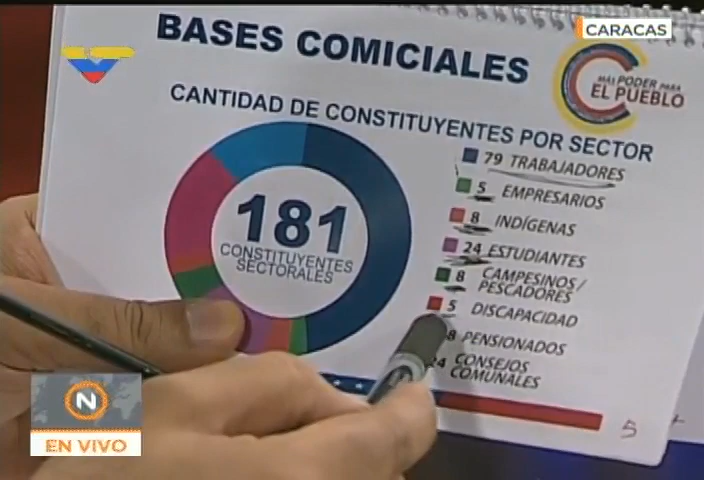 CARACAS
BASES COMICIALES
MÁS PODER PARA
EL PUEBLO
CANTIDAD DE CONSTITUYENTES POR SECTOR
181
CONSTITUYENTES
SECTORALES
79 TRABAJADORES
5 EMPRESARIOS
8 INDÍGENAS
24 ESTUDIANTES
8 CAMPESINOS/
PESCADORES
5 DISCAPACIDAD
8 PENSIONADOS
24 CONSEJOS
COMUNALES
5
N
EN VIVO